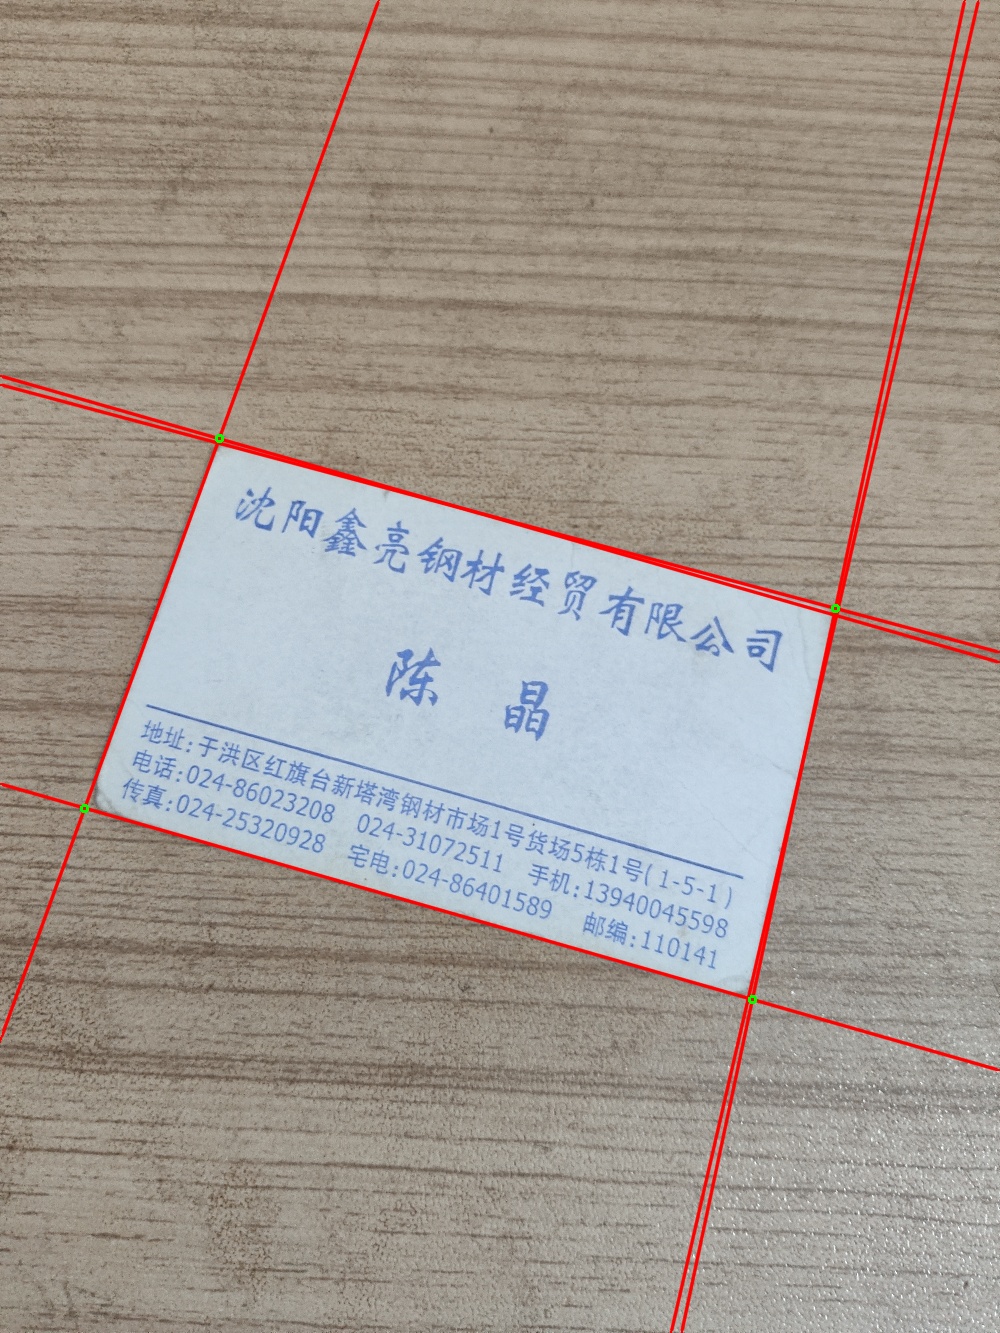 沈阳鑫亮钢材经贸有限公司
陈 晶
地址:于洪区红旗台新塔湾钢材市场1号货场5栋1号(1-5-1)
电话:024-86023208 024-31072511 手机:13940045598
传真:024-25320928 宅电:024-86401589 邮编:110141